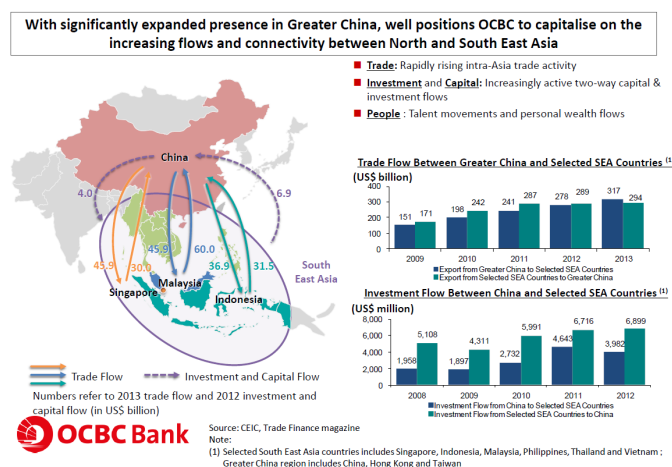 With significantly expanded presence in Greater China, well positions OCBC to capitalise on the
increasing flows and connectivity between North and South East Asia
■ Trade: Rapidly rising intra-Asia trade activity
■ Investment and Capital: Increasingly active two-way capital &
investment flows
■ People : Talent movements and personal wealth flows
China
4.0
6.9
45.9
30.0
45.9
60.0
36.9
31.5
Singapore
Malaysia
Indonesia
South
East Asia
Trade Flow
Investment and Capital Flow
Numbers refer to 2013 trade flow and 2012 investment and
capital flow (in US$ billion)
Trade Flow Between Greater China and Selected SEA Countries (1)
(US$ billion)
400
300
200
100
0
151 171 198 242 241 287 278 289 317 294
2009 2010 2011 2012 2013
Export from Greater China to Selected SEA Countries
Export from Selected SEA Countries to Greater China
Investment Flow Between China and Selected SEA Countries (1)
(US$ million)
8,000
6,000
4,000
2,000
0
1,958 5,108 1,897 4,311 2,732 5,991 4,643 6,716 3,982 6,899
2008 2009 2010 2011 2012
Investment Flow from China to Selected SEA Countries
Investment Flow from Selected SEA Countries to China
OCBC Bank
Source: CEIC, Trade Finance magazine
Note:
(1) Selected South East Asia countries includes Singapore, Indonesia, Malaysia, Philippines, Thailand and Vietnam ;
Greater China region includes China, Hong Kong and Taiwan